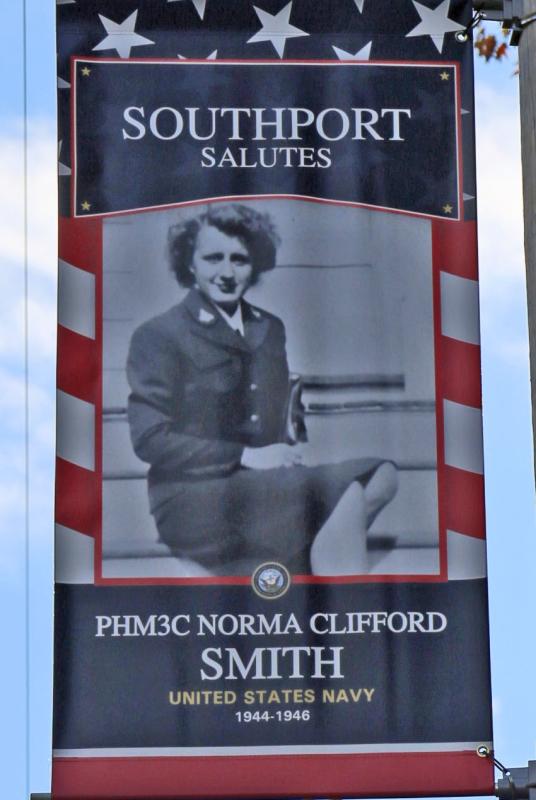 SOUTHPORT
SALUTES
PHM3C NORMA CLIFFORD
SMITH
UNITED STATES NAVY
1944-1946